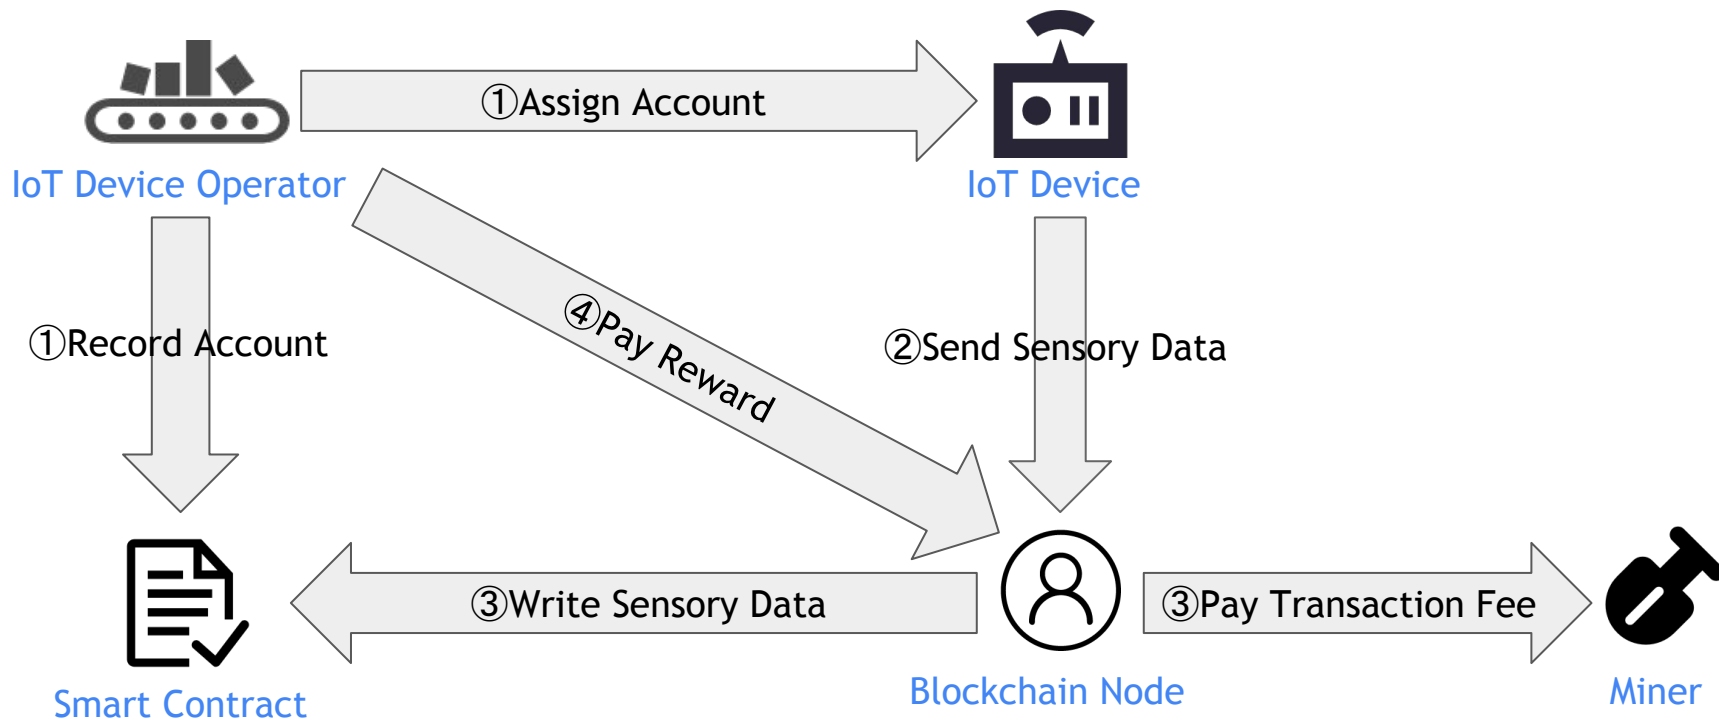 ①Assign Account
IoT Device Operator
IoT Device
①Record Account
④Pay Reward
②Send Sensory Data
③Write Sensory Data
③Pay Transaction Fee
Smart Contract
Blockchain Node
Miner